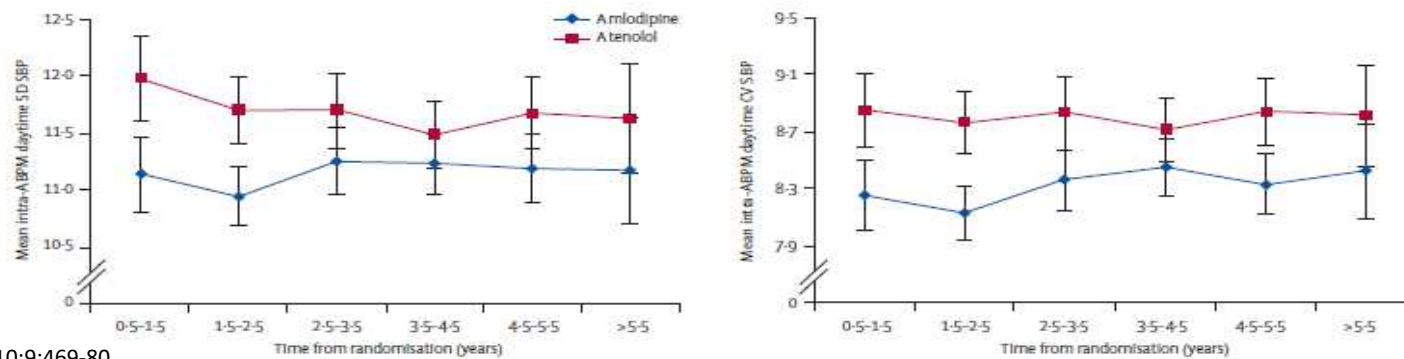 Mean intra-ABPM daytime SD SBP
12·5
12·0
11·5
11·0
10·5
0
Amlodipine
Atenolol
0·5–1·5 1·5–2·5 2·5–3·5 3·5–4·5 4·5–5·5 >5·5
Time from randomisation (years)
Mean intra-ABPM daytime CV SBP
9·5
9·1
8·7
8·3
7·9
0
0·5–1·5 1·5–2·5 2·5–3·5 3·5–4·5 4·5–5·5 >5·5
Time from randomisation (years)
10:9:469-80